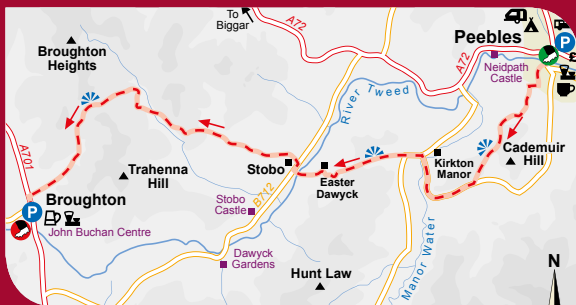 To
Biggar
A72
Peebles
P
£
Broughton
Heights
A72
Neidpath
Castle
River Tweed
A701
Cademuir
Hill
Kirkton
Manor
Trahenna
Hill
Stobo
Easter
Dawyck
B712
Broughton
P
Stobo
Castle
John Buchan Centre
Manor Water
Dawyck
Gardens
Hunt Law
N